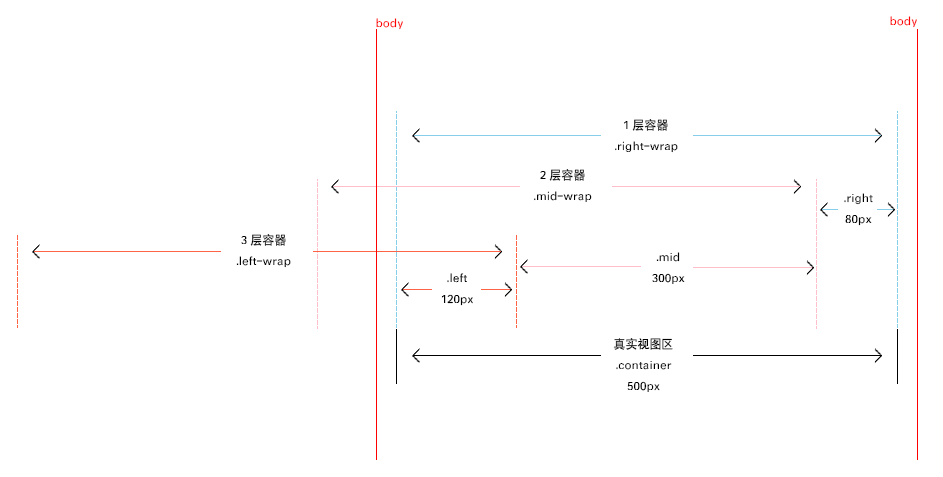 body
body
1 层容器
.right-wrap
2 层容器
.mid-wrap
.right
80px
3 层容器
.left-wrap
.mid
300px
.left
120px
真实视图区
.container
500px